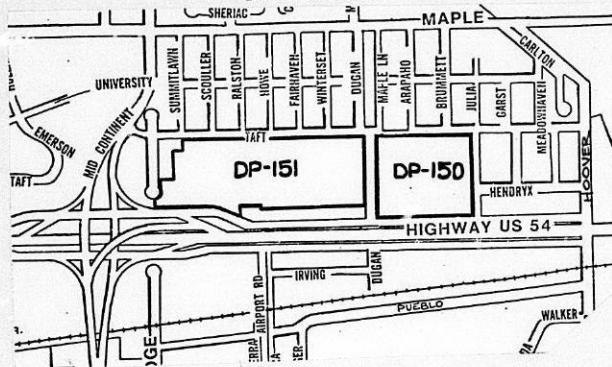 SHERIAC
MAPLE
CARLTON
UNIVERSITY
SUMMITLAWN
SCOULLER
RALSTON
HOWE
FAIRHAVEN
WINTERSET
DUGAN
MAPLE LN
ARAPAHO
BRUMMETT
JULIA
GARST
MEADOWHAVEN
HOOVER
MID CONTINENT
EMERSON
TAFT
TAFT
DP-151
DP-150
HENDRYX
HIGHWAY US 54
AIRPORT RD
IRVING
DUGAN
PUEBLO
WALKER